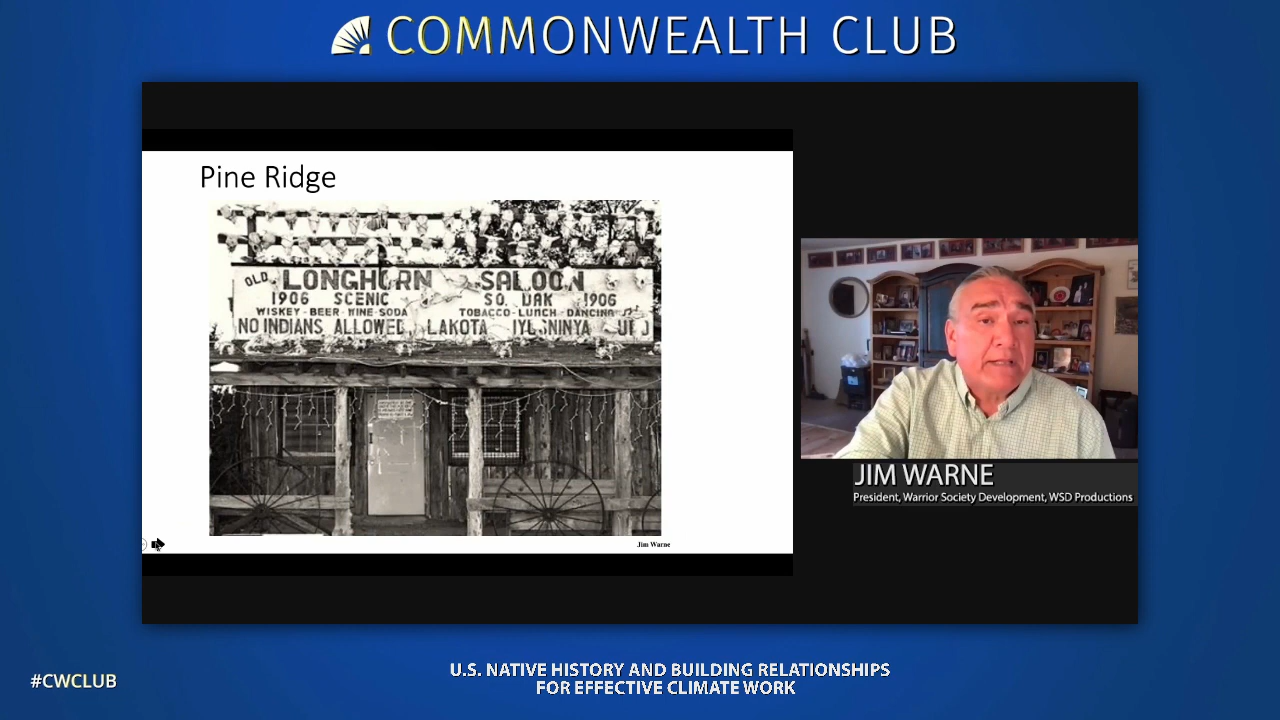 COMMONWEALTH CLUB
Pine Ridge
OLD LONGHORN SALOON
1906 SCENIC SO. DAK 1906
WISKEY-BEER WINE-SODA TOBACCO-LUNCH-DANCING
NO INDIANS ALLOWED LAKOTA
Jim Warne
JIM WARNE
President, Warrior Society Development, WSD Productions
#CWCLUB
U.S. NATIVE HISTORY AND BUILDING RELATIONSHIPS
FOR EFFECTIVE CLIMATE WORK